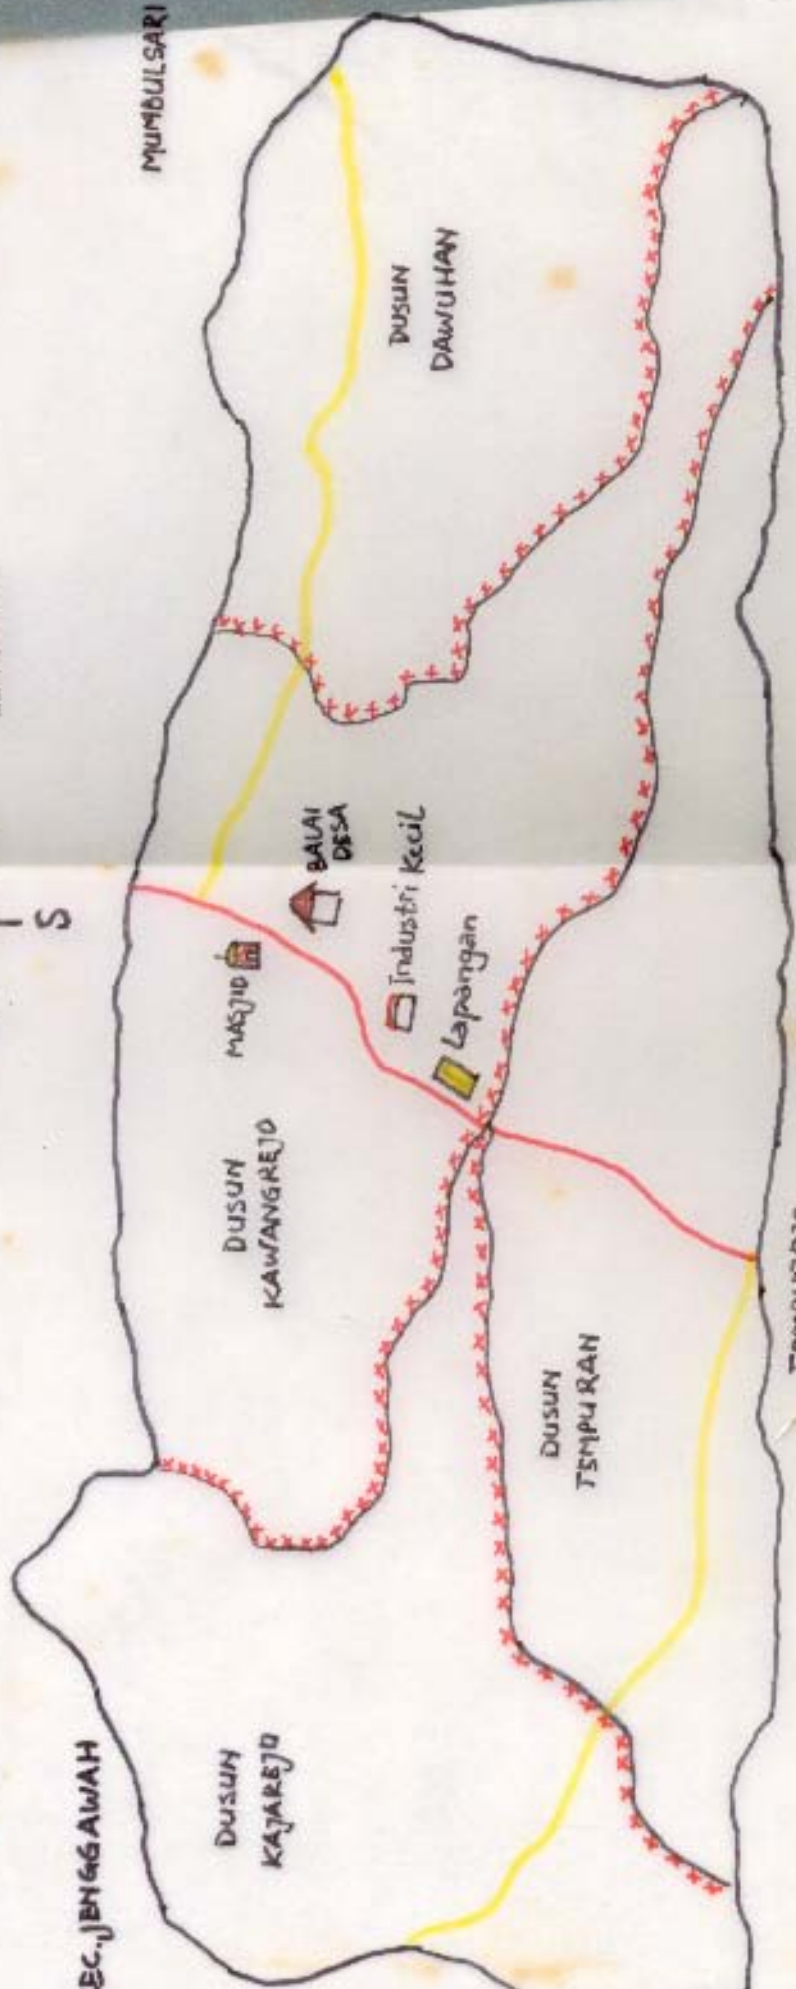 MUMBULSARI
DUSUN
DAWUHAN
S
BALAI
DESA
Industri Kecil
MASJID
Lapangan
DUSUN
KAWANGREJO
DUSUN
TEMPURAN
DUSUN
KAJAREJO
EC. JENGGAWAH